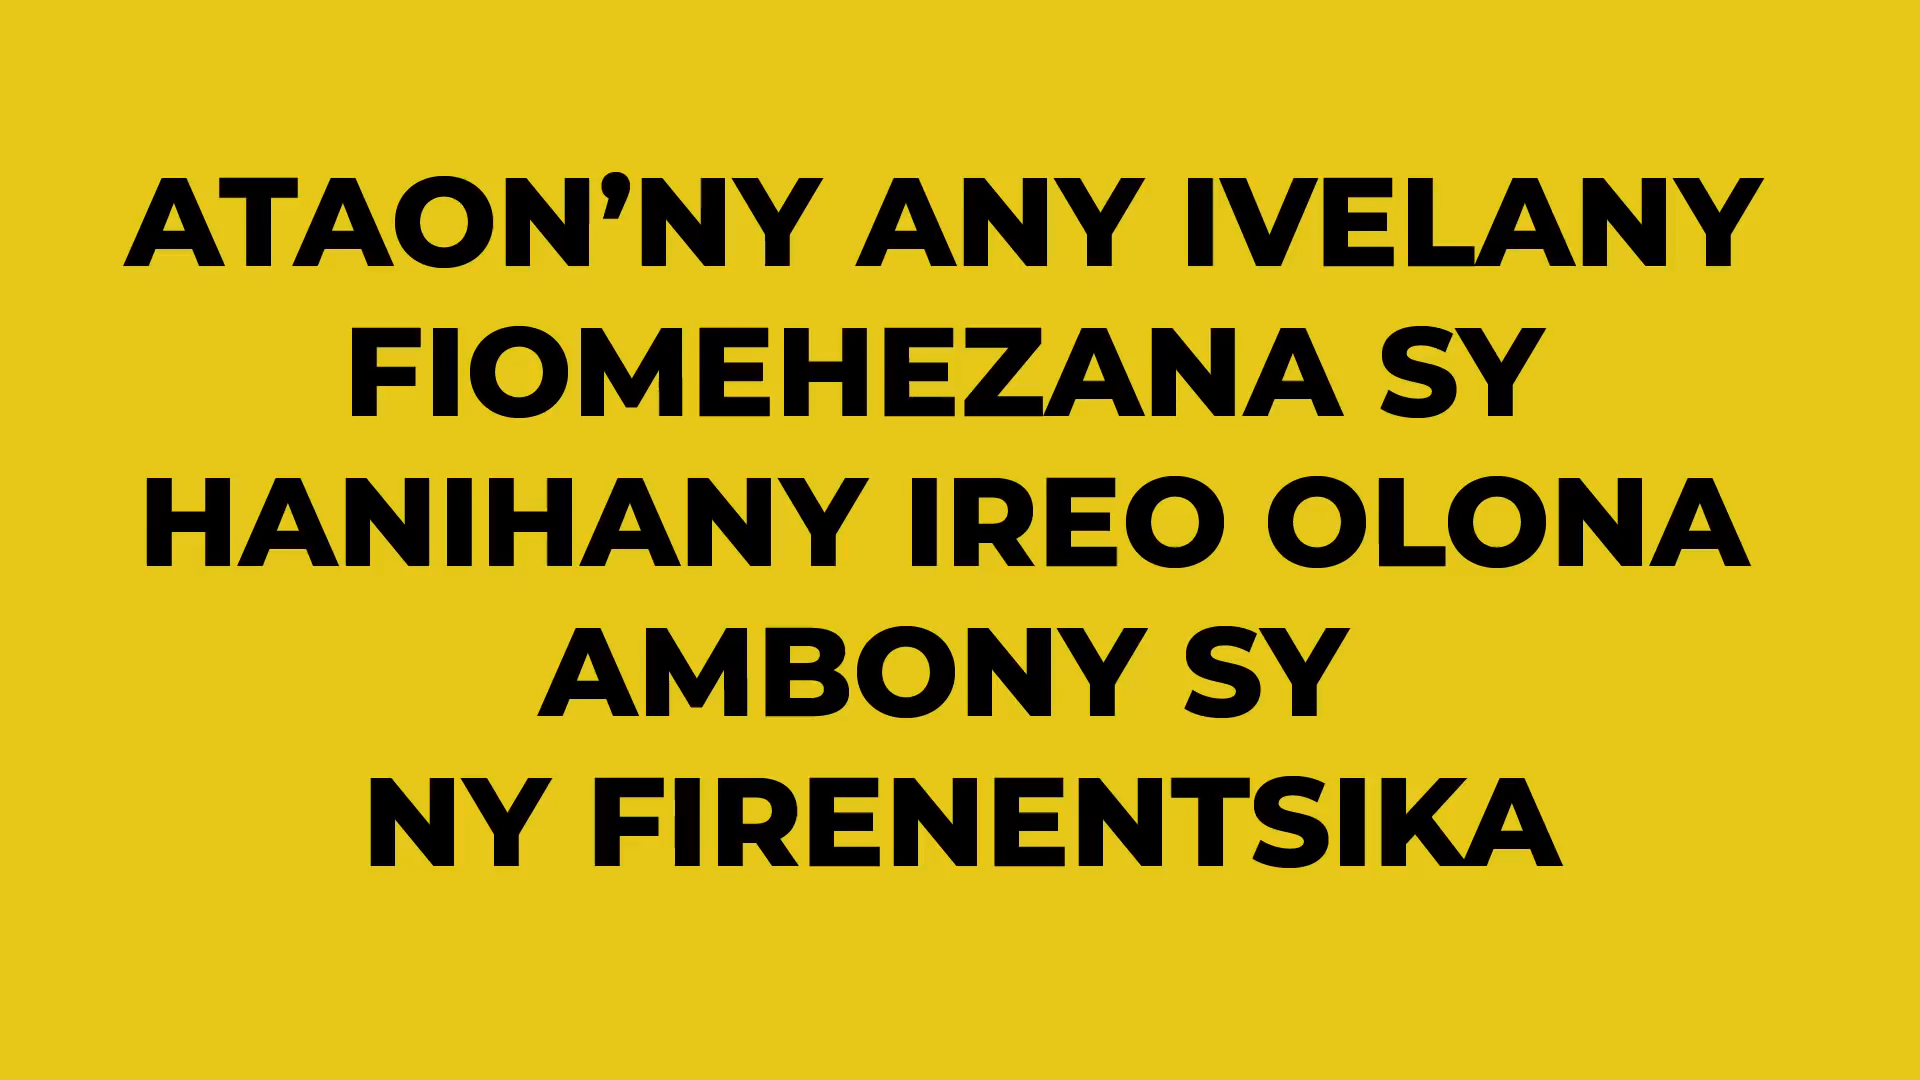 ATAON’NY ANY IVELANY
FIOMEHEZANA SY
HANIHANY IREO OLONA
AMBONY SY
NY FIRENENTSIKA